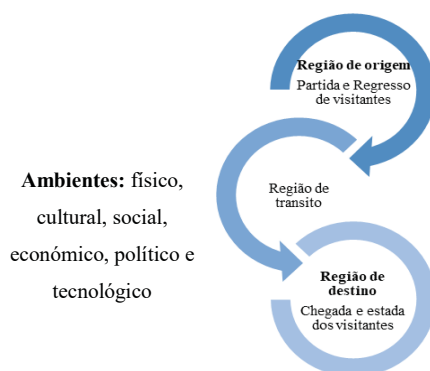 Região de origem
Partida e Regresso
de visitantes
Ambientes: físico,
cultural, social,
económico, político e
tecnológico
Região de
transito
Região de
destino
Chegada e estada
dos visitantes